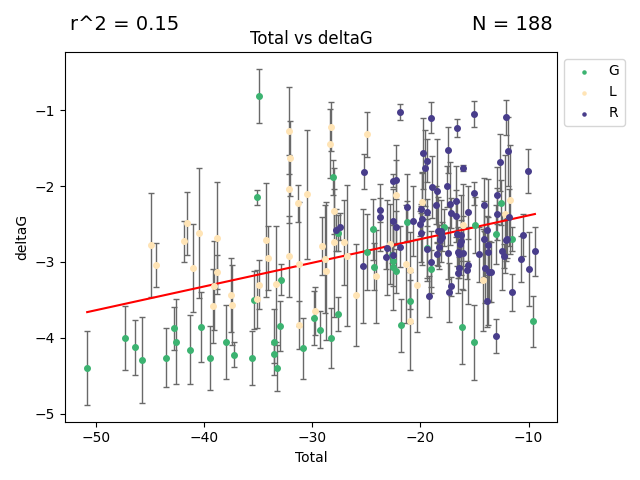 r^2 = 0.15
N = 188
Total vs deltaG
deltaG
−1
−2
−3
−4
−5
−50
−40
−30
−20
−10
Total
G
L
R